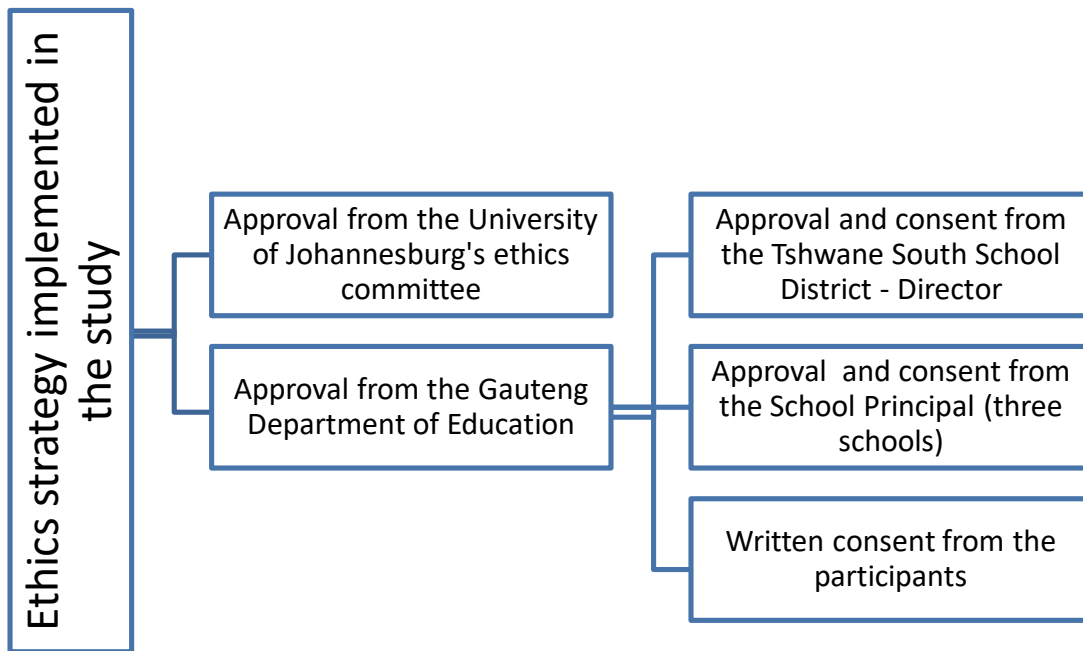 Ethics strategy implemented in
the study
Approval from the University
of Johannesburg's ethics
committee
Approval from the Gauteng
Department of Education
Approval and consent from
the Tshwane South School
District - Director
Approval  and consent from
the School Principal (three
schools)
Written consent from the
participants